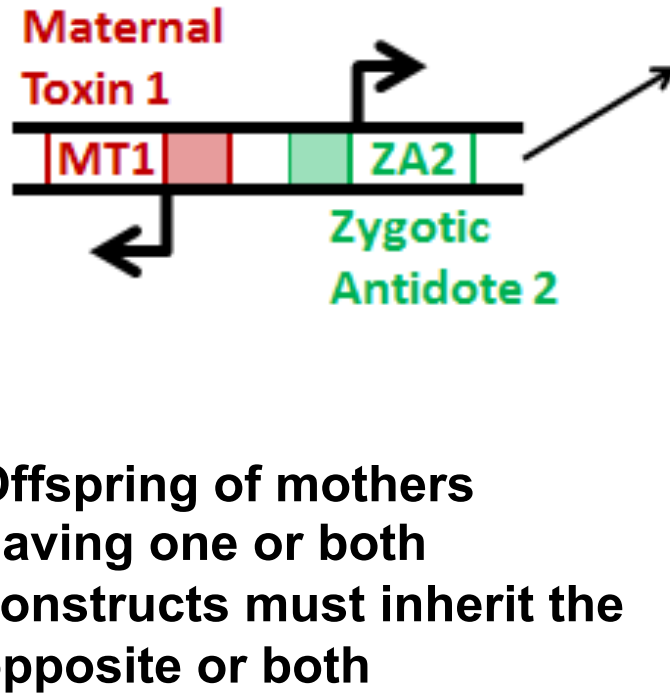 Maternal
Toxin 1
MT1 ZA2
Zygotic
Antidote 2
Offspring of mothers
aving one or both
onstructs must inherit the
pposite or both